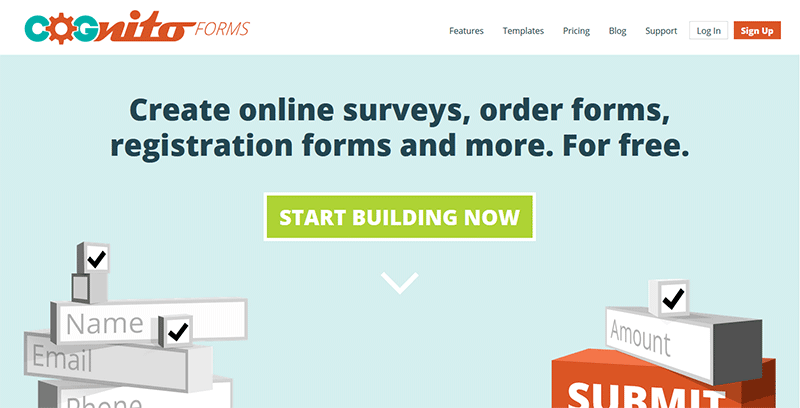 COGnito FORMS
Features Templates Pricing Blog Support Log In Sign Up
Create online surveys, order forms,
registration forms and more. For free.
START BUILDING NOW
Name
Email
Phone
Amount
SUBMIT